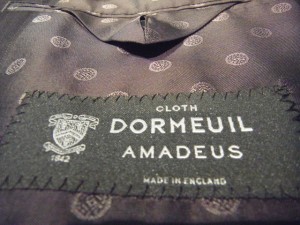 CLOTH
DORMEUIL
1842
AMADEUS
MADE IN ENGLAND